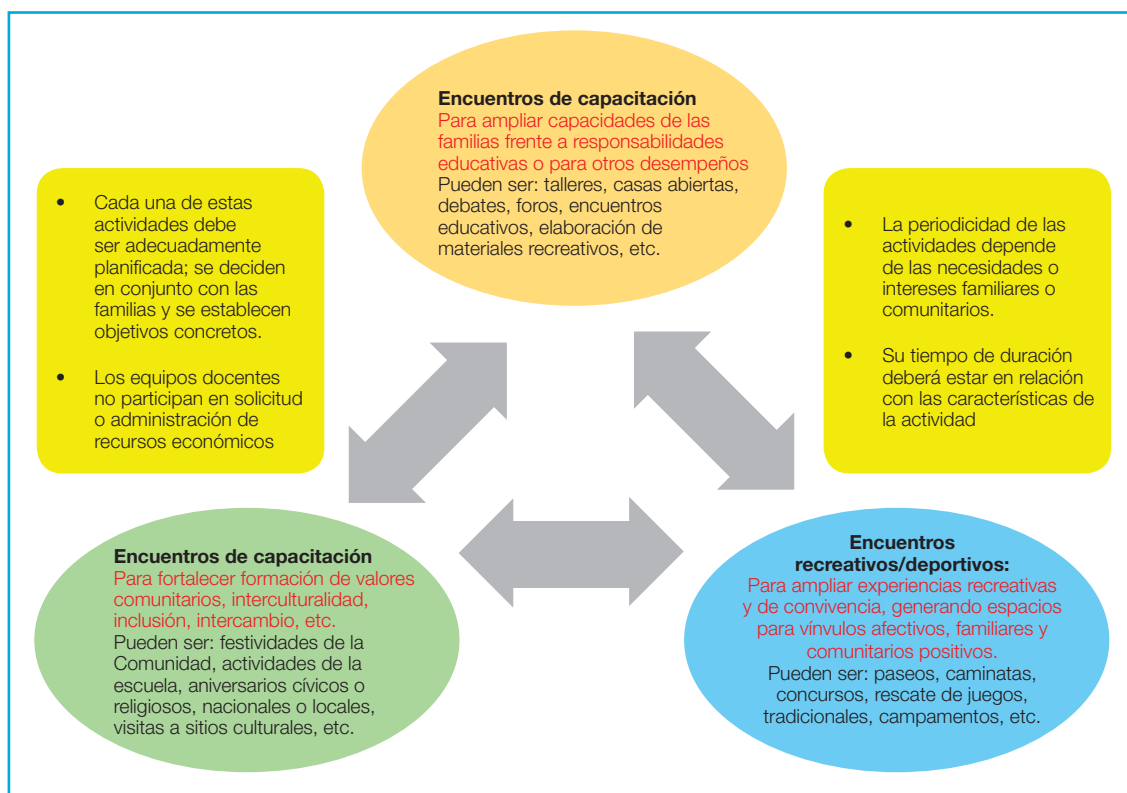 Encuentros de capacitación
Para ampliar capacidades de las
familias frente a responsabilidades
educativas o para otros desempeños
Pueden ser: talleres, casas abiertas,
debates, foros, encuentros
educativos, elaboración de
materiales recreativos, etc.
• Cada una de estas
actividades debe
ser adecuadamente
planificada; se deciden
en conjunto con las
familias y se establecen
objetivos concretos.
• Los equipos docentes
no participan en solicitud
o administración de
recursos económicos
• La periodicidad de las
actividades depende
de las necesidades o
intereses familiares o
comunitarios.
• Su tiempo de duración
deberá estar en relación
con las características de
la actividad
Encuentros de capacitación
Para fortalecer formación de valores
comunitarios, interculturalidad,
inclusión, intercambio, etc.
Pueden ser: festividades de la
Comunidad, actividades de la
escuela, aniversarios cívicos o
religiosos, nacionales o locales,
visitas a sitios culturales, etc.
Encuentros
recreativos/deportivos:
Para ampliar experiencias recreativas
y de convivencia, generando espacios
para vínculos afectivos, familiares y
comunitarios positivos.
Pueden ser: paseos, caminatas,
concursos, rescate de juegos,
tradicionales, campamentos, etc.